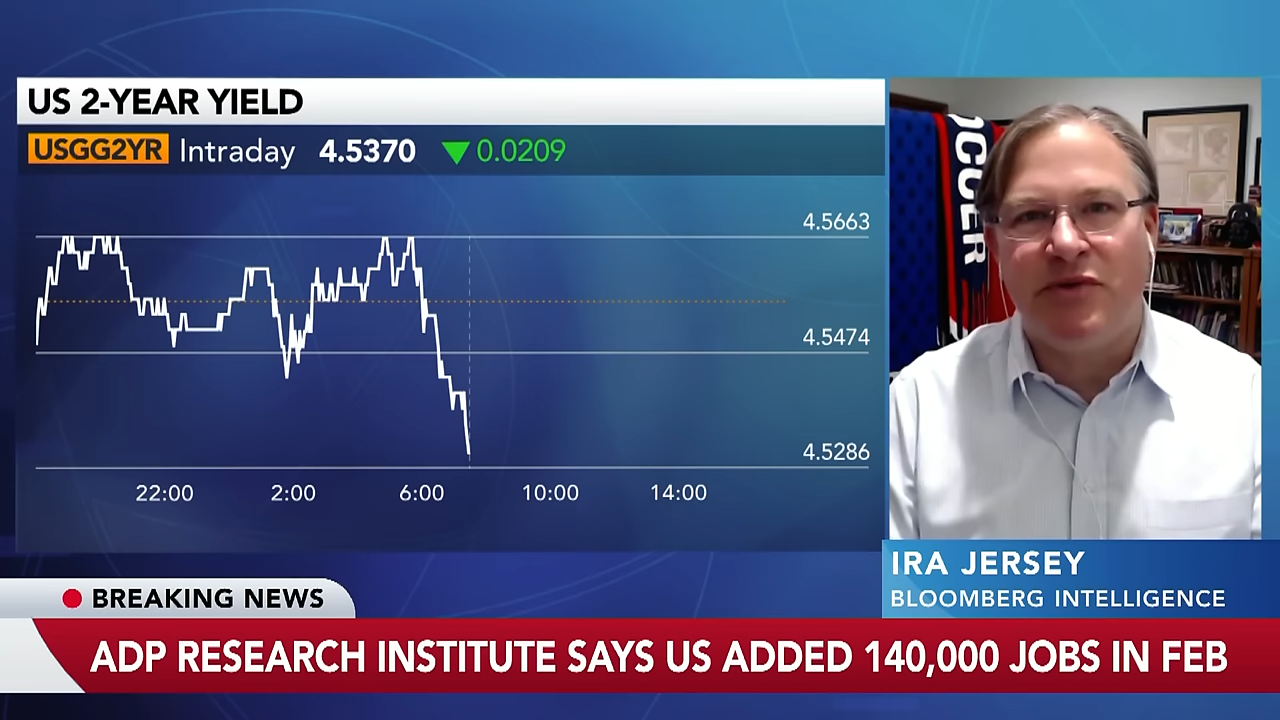 US 2-YEAR YIELD
USGG2YR Intraday 4.5370 ▼ 0.0209
4.5663
4.5474
4.5286
22:00 2:00 6:00 10:00 14:00
OCCER
IRA JERSEY
BLOOMBERG INTELLIGENCE
BREAKING NEWS
ADP RESEARCH INSTITUTE SAYS US ADDED 140,000 JOBS IN FEB